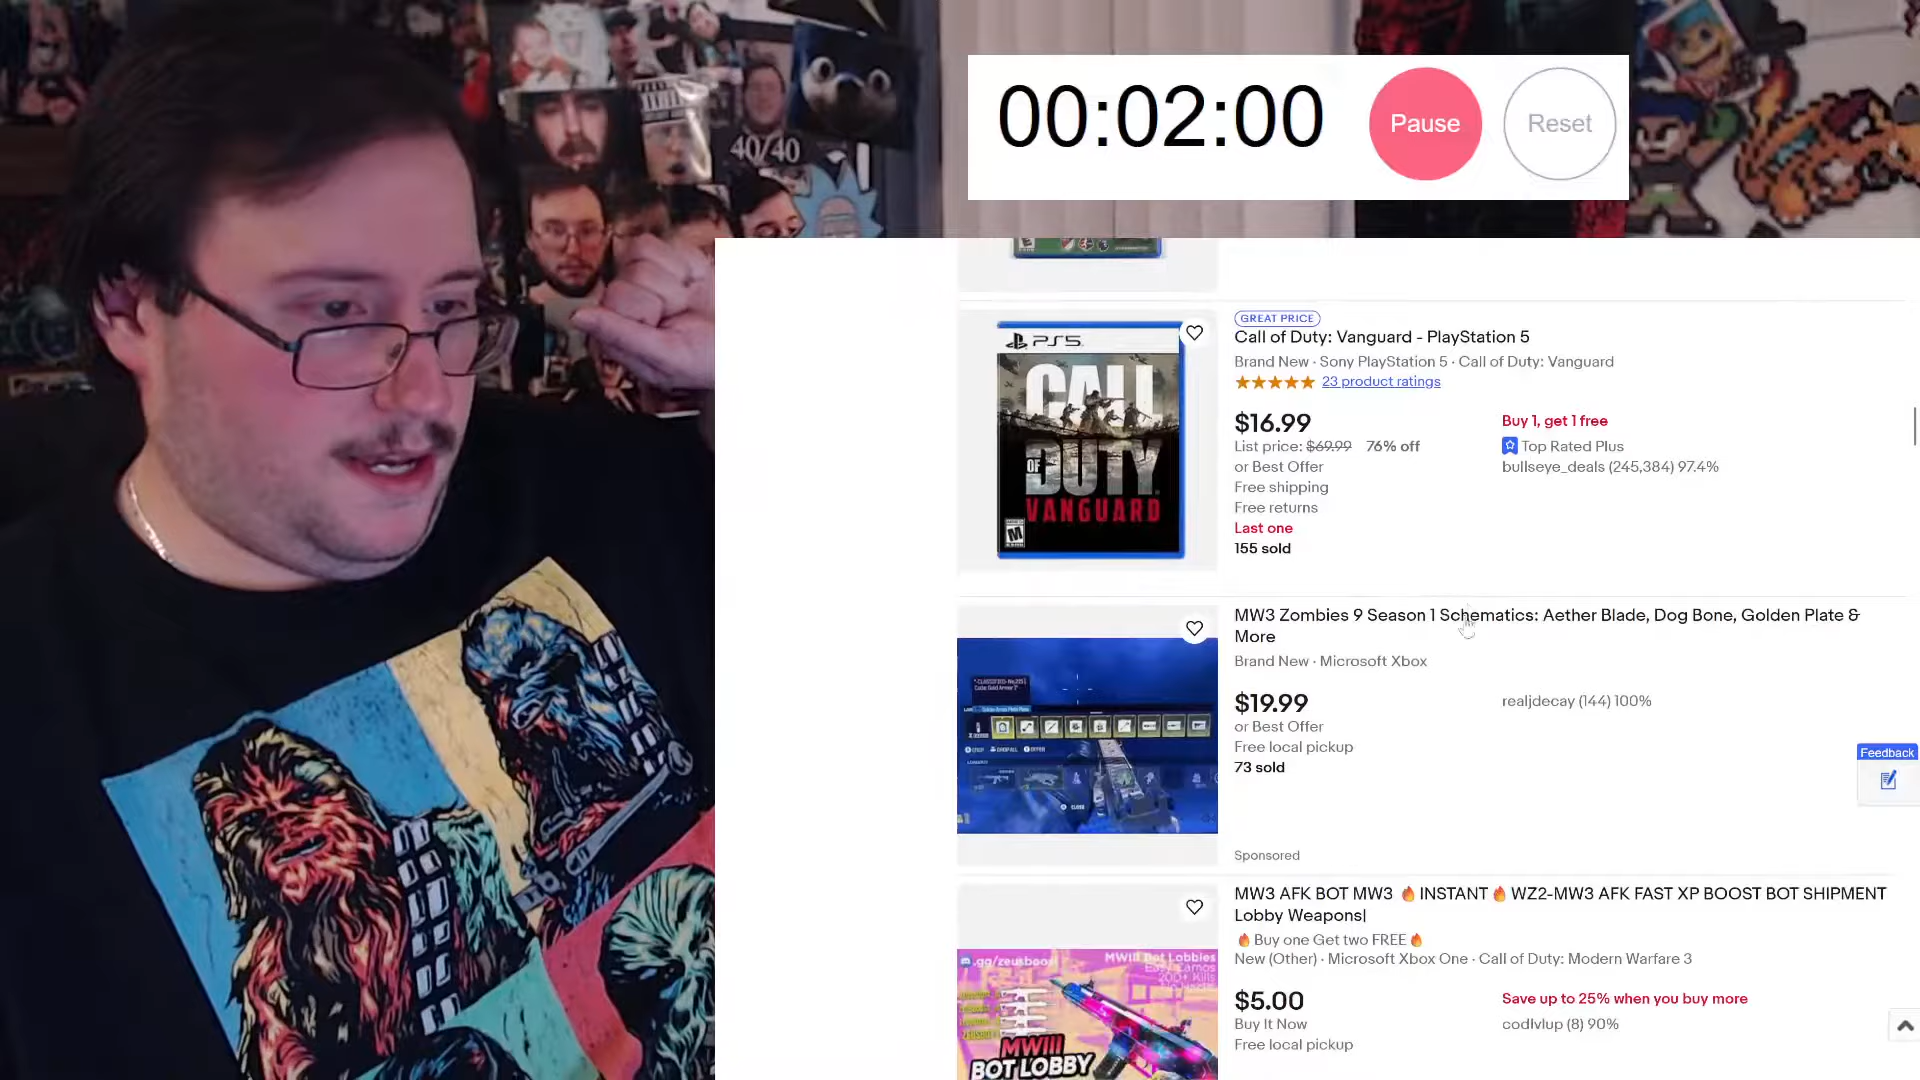 40/40
00:02:00
Pause
Reset
GREAT PRICE
Call of Duty: Vanguard - PlayStation 5
Brand New · Sony PlayStation 5 · Call of Duty: Vanguard
23 product ratings
$16.99
List price: $69.99 76% off
or Best Offer
Free shipping
Free returns
Last one
155 sold
Buy 1, get 1 free
Top Rated Plus
bullseye_deals (245,384) 97.4%
PS5
CALL
OF DUTY
VANGUARD
M
MW3 Zombies 9 Season 1 Schematics: Aether Blade, Dog Bone, Golden Plate &
More
Brand New · Microsoft Xbox
$19.99
or Best Offer
Free local pickup
73 sold
realjdecay (144) 100%
Sponsored
Feedback
MW3 AFK BOT MW3 🔥INSTANT🔥WZ2-MW3 AFK FAST XP BOOST BOT SHIPMENT
Lobby Weapons|
🔥Buy one Get two FREE🔥
New (Other) · Microsoft Xbox One · Call of Duty: Modern Warfare 3
$5.00
Buy It Now
Free local pickup
Save up to 25% when you buy more
codlvlup (8) 90%
.gg/zeusboost
MWIII Bot Lobbies
MWIII
BOT LOBBY